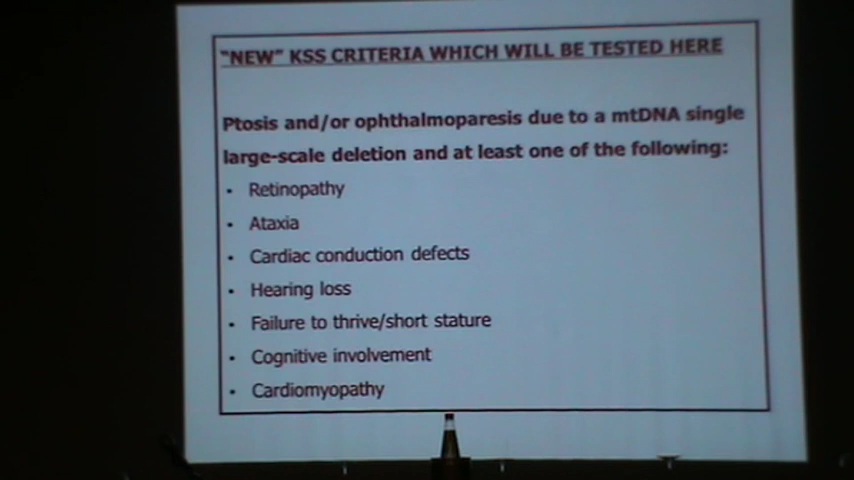 "NEW" KSS CRITERIA WHICH WILL BE TESTED HERE
Ptosis and/or ophthalmoparesis due to a mtDNA single
large-scale deletion and at least one of the following:
• Retinopathy
• Ataxia
• Cardiac conduction defects
• Hearing loss
• Failure to thrive/short stature
• Cognitive involvement
• Cardiomyopathy